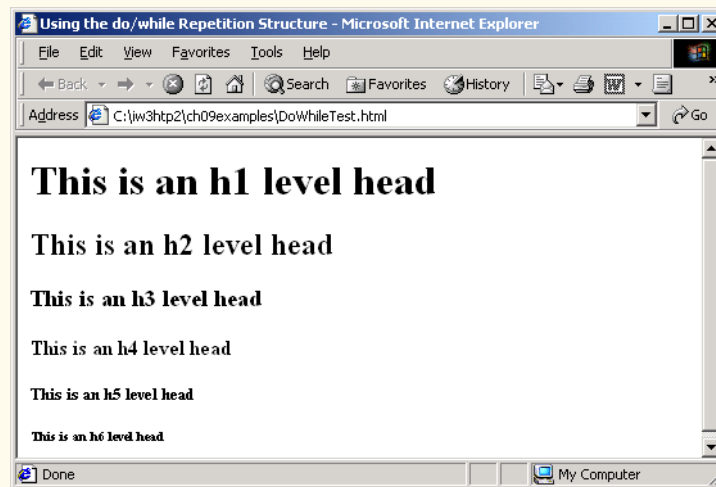 Using the do/while Repetition Structure - Microsoft Internet Explorer
File Edit View Favorites Tools Help
Back Search Favorites History »
Address C:\iw3htp2\ch09examples\DoWhileTest.html Go
This is an h1 level head
This is an h2 level head
This is an h3 level head
This is an h4 level head
This is an h5 level head
This is an h6 level head
Done My Computer